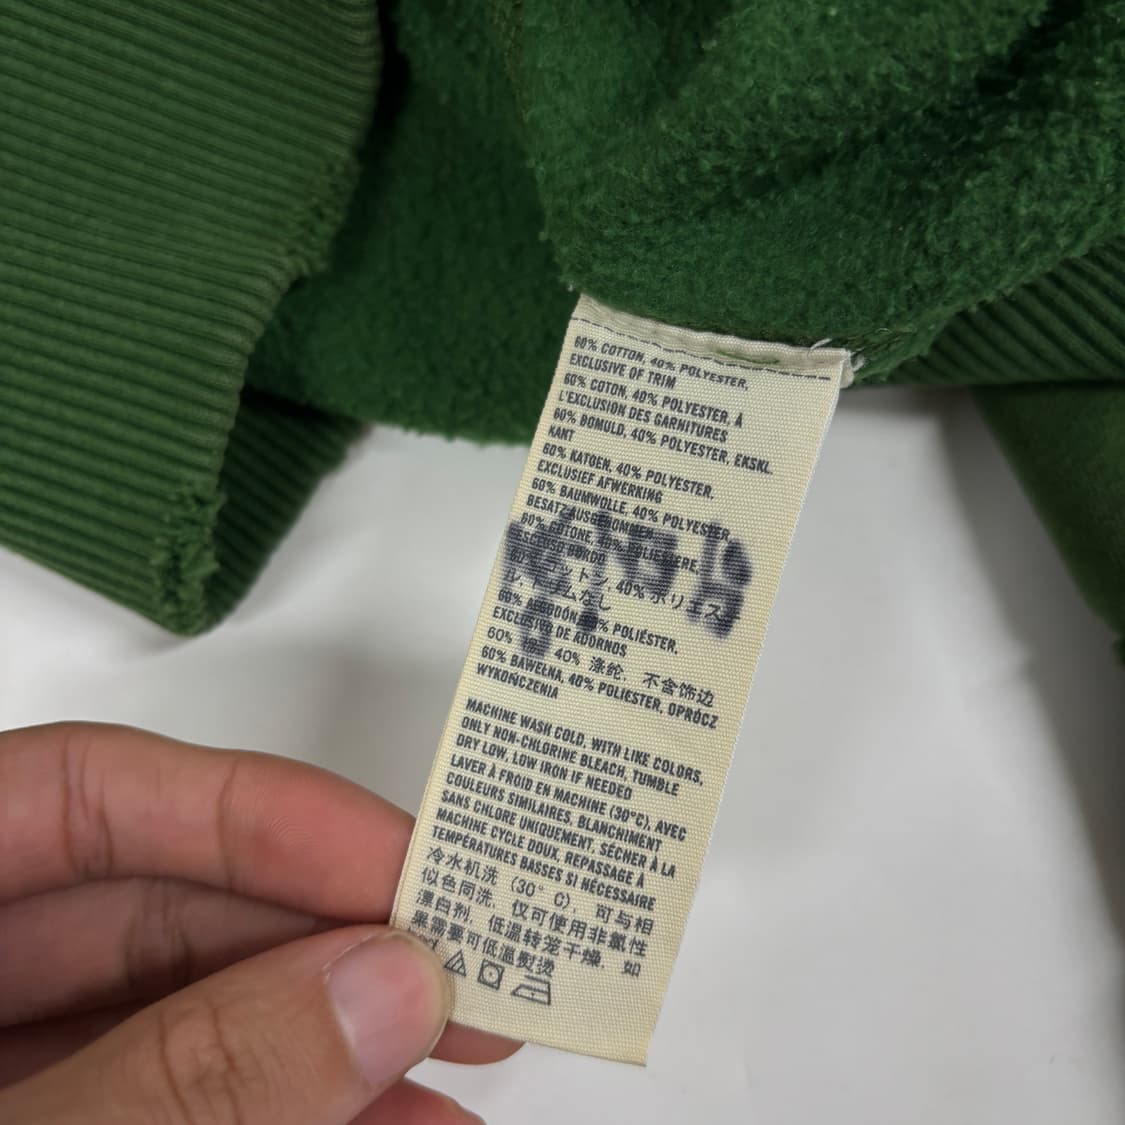 60% COTTON, 40% POLYESTER,
EXCLUSIVE OF TRIM
60% COTON, 40% POLYESTER, À
L'EXCLUSION DES GARNITURES
60% BOMULD, 40% POLYESTER, EKSKL.
KANT
60% KATOEN, 40% POLYESTER,
EXCLUSIEF AFWERKING
60% BAUMWOLLE, 40% POLYESTER,
BESATZ AUSGENOMMEN
60% COTONE, POLIESTERE,
ESCLUSO BORDO
40% ポリエス
ル, なし
60% ALGODÓN, POLIÉSTER,
EXCLUSIVO DE ADORNOS
60% 40% 涤纶, 不含饰边
60% BAWEŁNA, 40% POLIESTER, OPRÓCZ
WYKOŃCZENIA
MACHINE WASH COLD, WITH LIKE COLORS,
ONLY NON-CHLORINE BLEACH, TUMBLE
DRY LOW, LOW IRON IF NEEDED
LAVER À FROID EN MACHINE (30°C), AVEC
COULEURS SIMILAIRES, BLANCHIMENT
SANS CHLORE UNIQUEMENT, SÉCHER À LA
MACHINE CYCLE DOUX, REPASSAGE À
TEMPÉRATURES BASSES SI NÉCESSAIRE
冷水机洗 (30° C), 可与相
似色同洗, 仅可使用非氯性
漂白剂, 低温转笼干燥, 如
果需要可低温熨烫